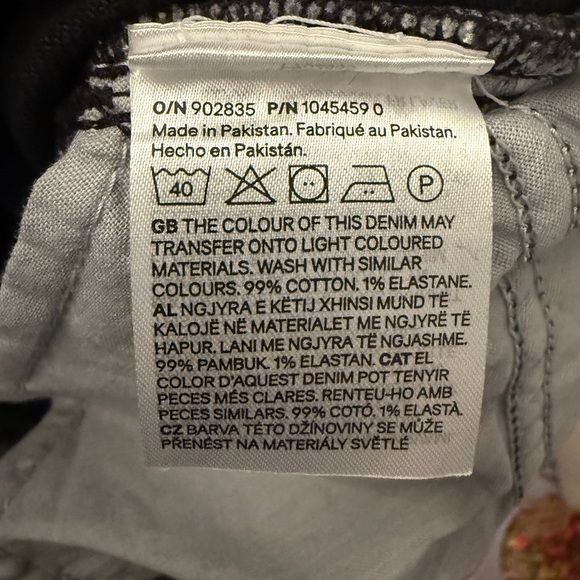 O/N 902835 P/N 1045459 0
Made in Pakistan. Fabriqué au Pakistan.
Hecho en Pakistán.
40 P
GB THE COLOUR OF THIS DENIM MAY
TRANSFER ONTO LIGHT COLOURED
MATERIALS. WASH WITH SIMILAR
COLOURS. 99% COTTON. 1% ELASTANE.
AL NGJYRA E KËTIJ XHINSI MUND TË
KALOJË NË MATERIALET ME NGJYRË TË
HAPUR. LANI ME NGJYRA TË NGJASHME.
99% PAMBUK. 1% ELASTAN. CAT EL
COLOR D'AQUEST DENIM POT TENYIR
PECES MÉS CLARES. RENTEU-HO AMB
PECES SIMILARS. 99% COTÓ. 1% ELASTÀ.
CZ BARVA TÉTO DŽÍNOVINY SE MŮŽE
PŘENÉST NA MATERIÁLY SVĚTLÉ